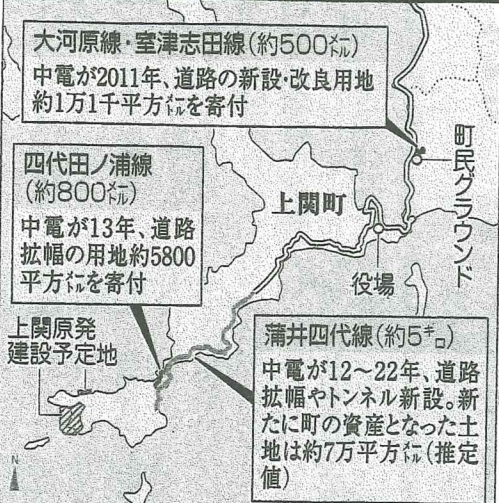 大河原線・室津志田線(約500㍍)
中電が2011年、道路の新設・改良用地
約1万1千平方㍍を寄付
四代田ノ浦線
(約800㍍)
中電が13年、道路
拡幅の用地約5800
平方㍍を寄付
上関町
町民グラウンド
役場
上関原発
建設予定地
蒲井四代線(約5㌔)
中電が12〜22年、道路
拡幅やトンネル新設。新
たに町の資産となった土
地は約7万平方㍍(推定
値)
N